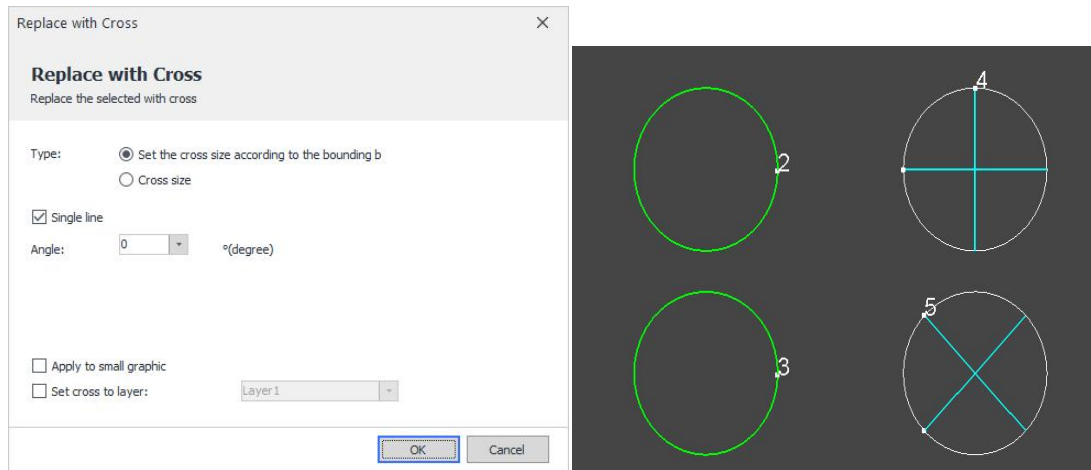 Replace with Cross
Replace with Cross
Replace the selected with cross
Type:
Set the cross size according to the bounding b
Cross size
Single line
Angle:
0
°(degree)
Apply to small graphic
Set cross to layer:
Layer1
OK
Cancel
2
4
3
5